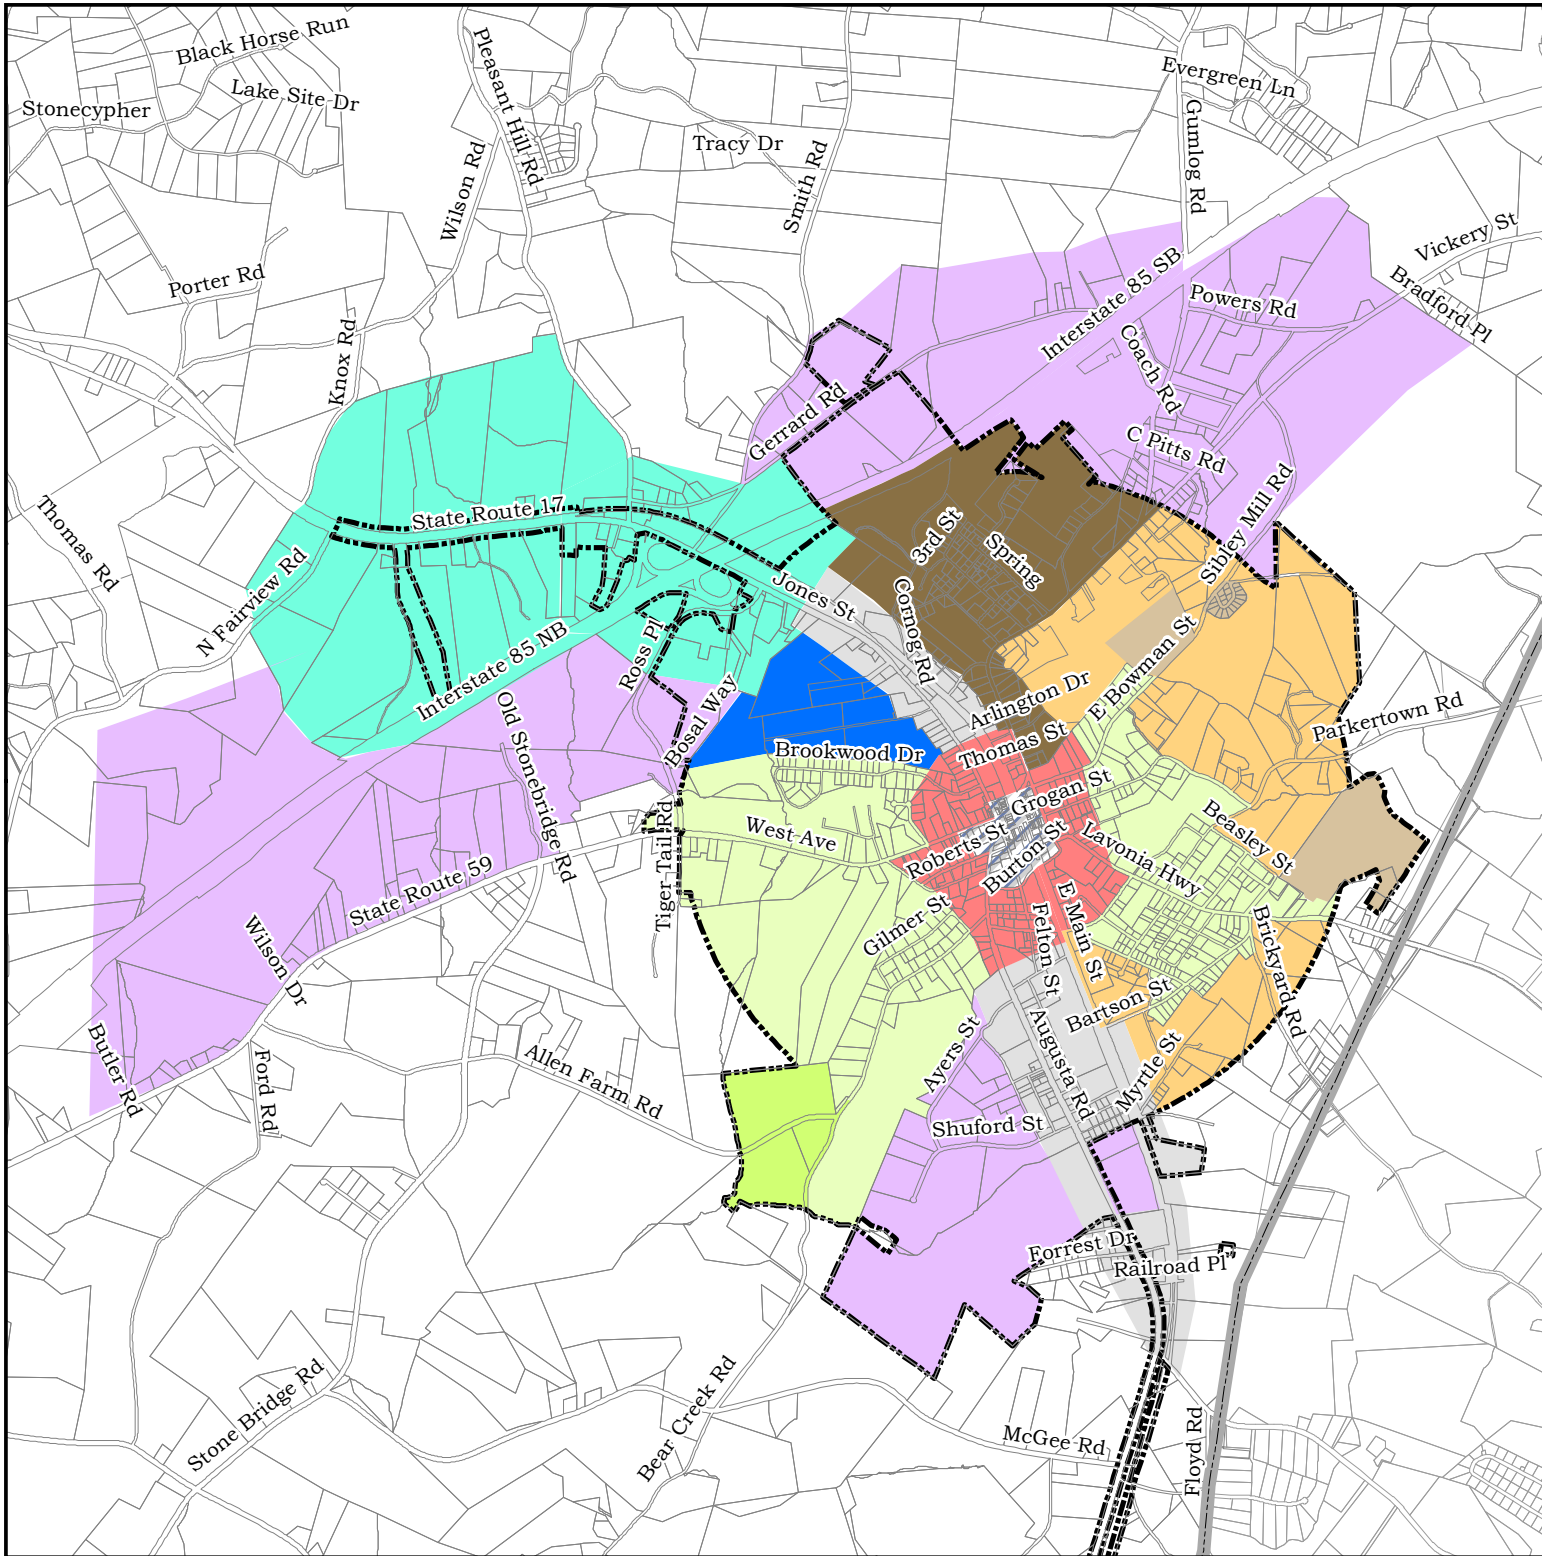 Black Horse Run
Stonecypher
Lake Site Dr
Pleasant Hill Rd
Wilson Rd
Tracy Dr
Smith Rd
Evergreen Ln
Gumlog Rd
Vickery St
Bradford Pl
Porter Rd
Knox Rd
Interstate 85 SB
Powers Rd
Coach Rd
Gerrard Rd
C Pitts Rd
Sibley Mill Rd
Thomas Rd
State Route 17
3rd St
Spring
N Fairview Rd
Jones St
Cornog Rd
Interstate 85 NB
Ross Pl
Bosal Way
Old Stonebridge Rd
Arlington Dr
E Bowman St
Parkertown Rd
Brookwood Dr
Thomas St
Grogan St
Tiger Tail Rd
West Ave
Roberts St
Burton St
Lavonia Hwy
Beasley St
State Route 59
Wilson Dr
Gilmer St
Felton St
E Main St
Brickyard Rd
Bartson St
Butler Rd
Ford Rd
Allen Farm Rd
Ayers St
Augusta Rd
Myrtle St
Shuford St
Forrest Dr
Railroad Pl
Stone Bridge Rd
Bear Creek Rd
McGee Rd
Floyd Rd